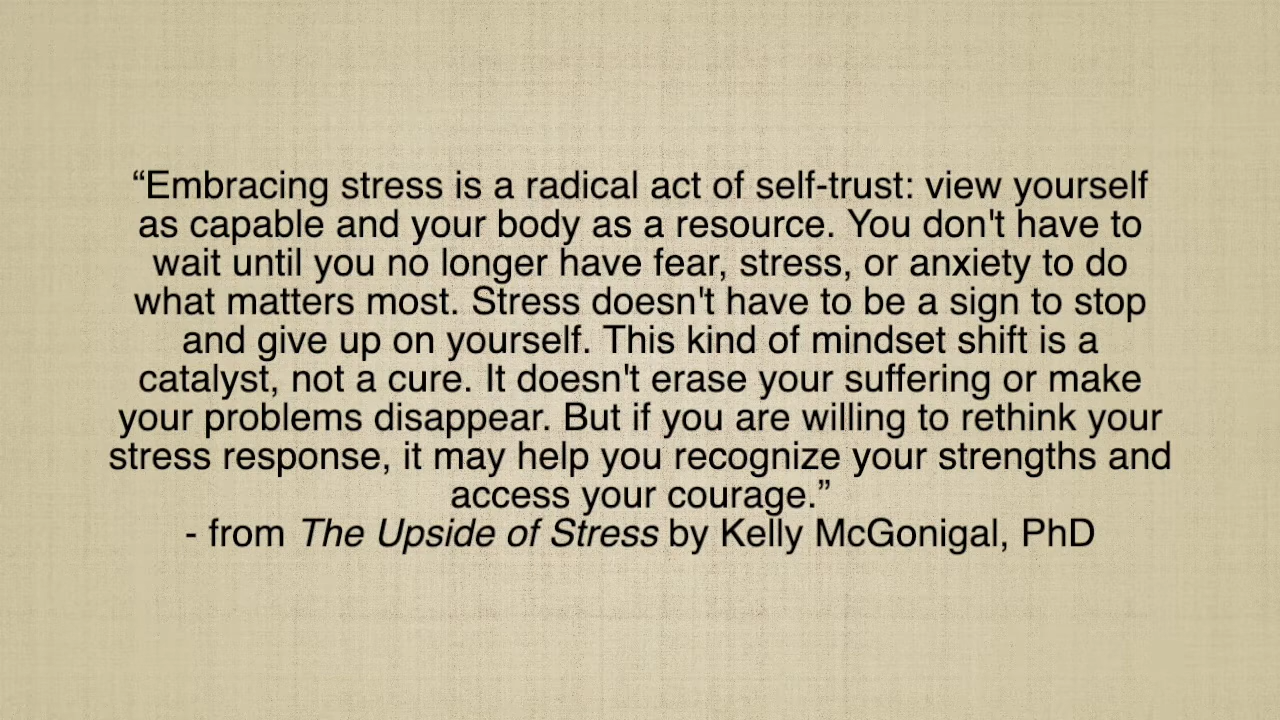 “Embracing stress is a radical act of self-trust: view yourself
as capable and your body as a resource. You don't have to
wait until you no longer have fear, stress, or anxiety to do
what matters most. Stress doesn't have to be a sign to stop
and give up on yourself. This kind of mindset shift is a
catalyst, not a cure. It doesn't erase your suffering or make
your problems disappear. But if you are willing to rethink your
stress response, it may help you recognize your strengths and
access your courage.”
- from The Upside of Stress by Kelly McGonigal, PhD